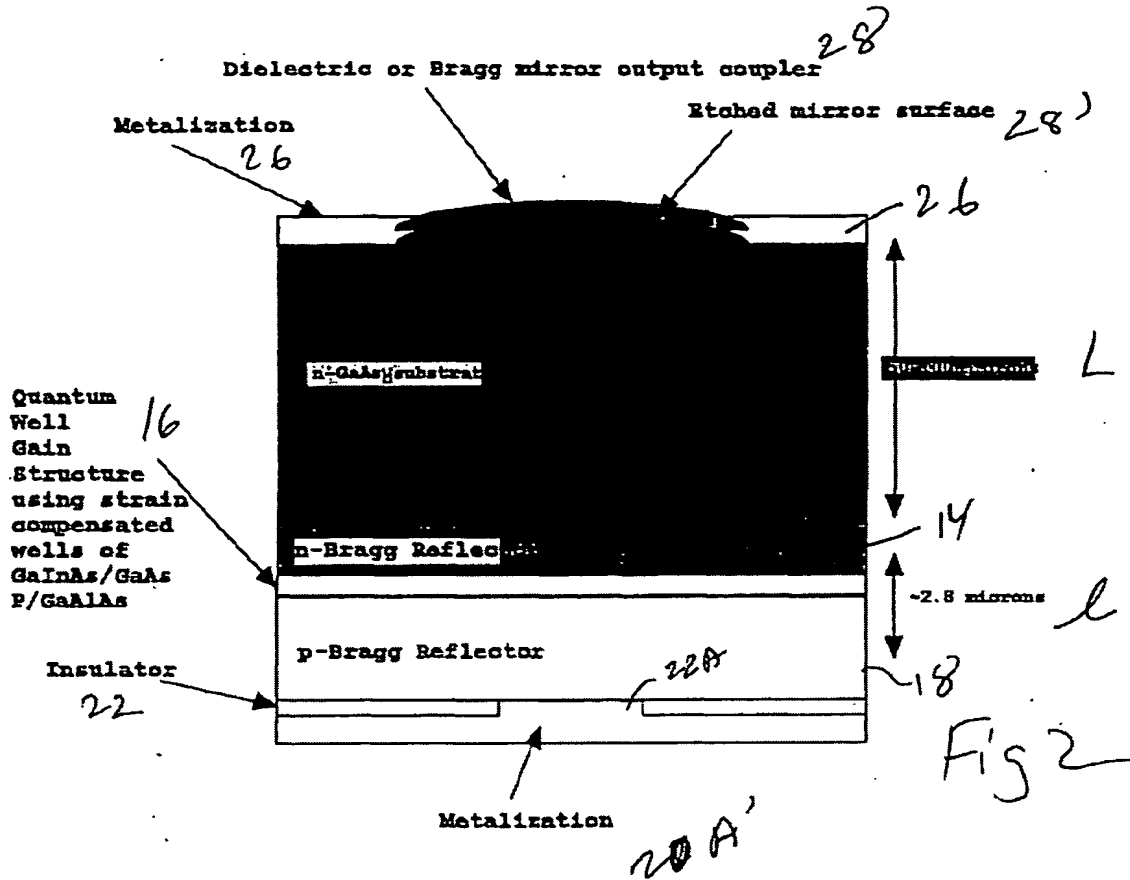 28
Dielectric or Bragg mirror output coupler
Etched mirror surface 28'
Metalization
26
26
n-GaAs substrat
L
Quantum
Well 16
Gain
Structure
using strain
compensated
wells of
GaInAs/GaAs
P/GaAlAs
14
n-Bragg Reflec
~2.8 microns l
p-Bragg Reflector
22A
18
Insulator
22
Fig 2
Metalization
20A'